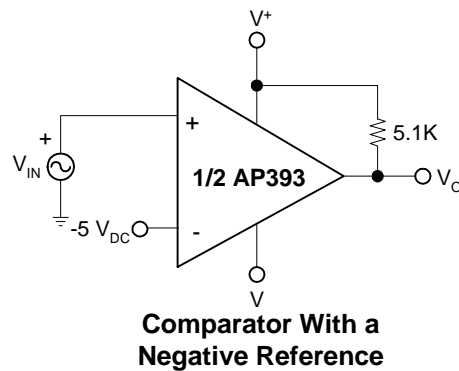 V+
+
5.1K
+
VIN
1/2 AP393
VO
-5 VDC
-
V
Comparator With a
Negative Reference